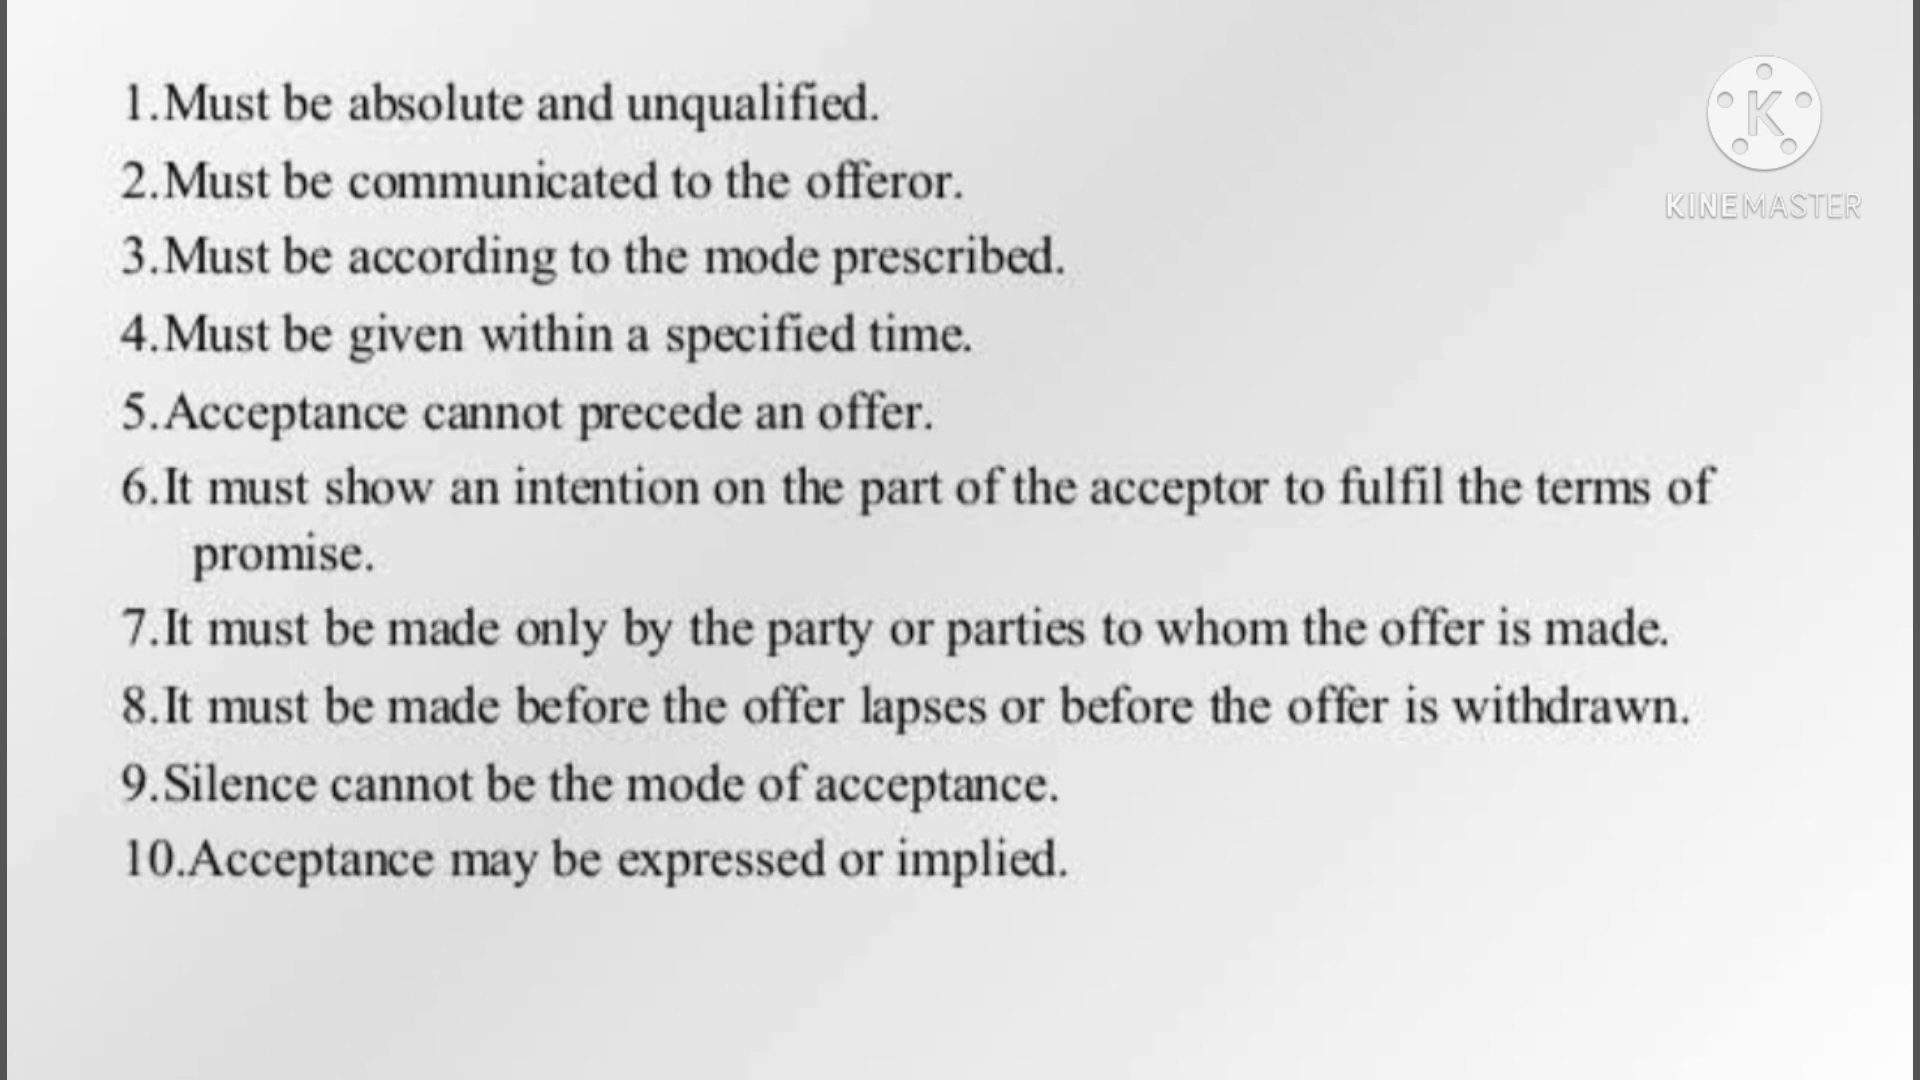 1.Must be absolute and unqualified.
K
KINEMASTER
2.Must be communicated to the offeror.
3.Must be according to the mode prescribed.
4.Must be given within a specified time.
5.Acceptance cannot precede an offer.
6.It must show an intention on the part of the acceptor to fulfil the terms of
promise.
7.It must be made only by the party or parties to whom the offer is made.
8.It must be made before the offer lapses or before the offer is withdrawn.
9.Silence cannot be the mode of acceptance.
10.Acceptance may be expressed or implied.